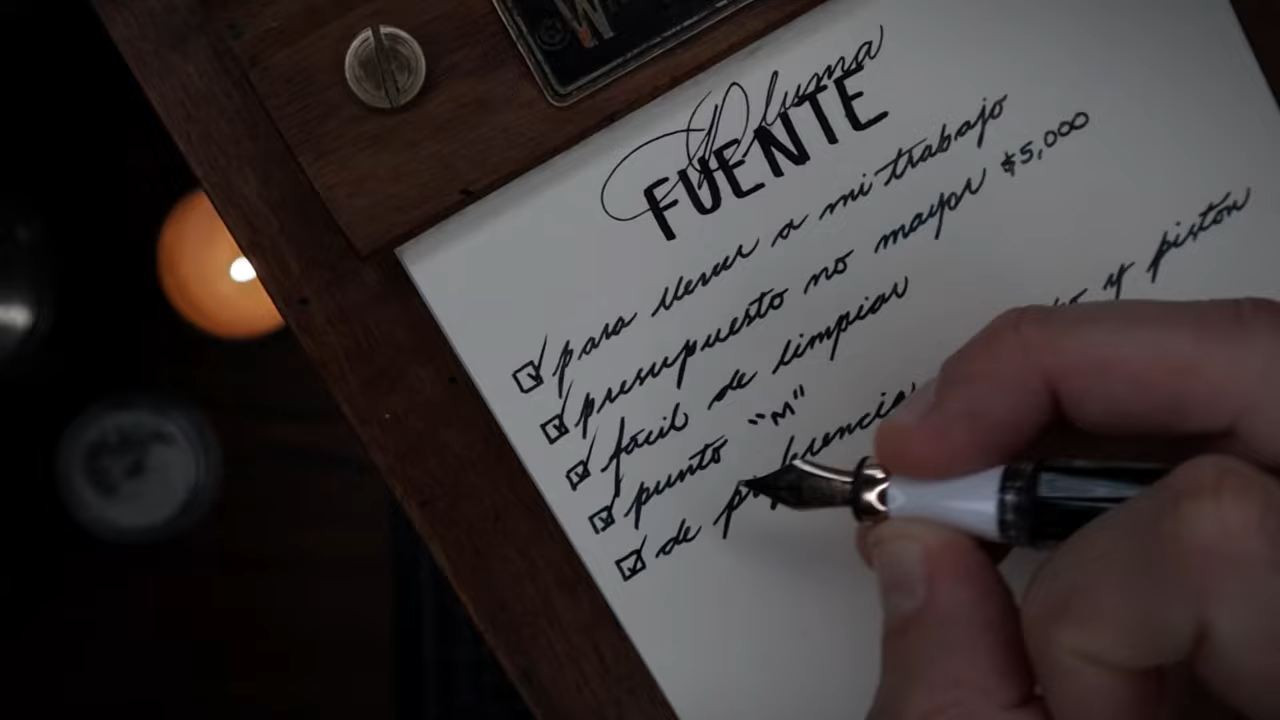 Pluma
FUENTE
para llevar a mi trabajo
presupuesto no mayor $5,000
fácil de limpiar
punto "M"
de preferencia, y pistón